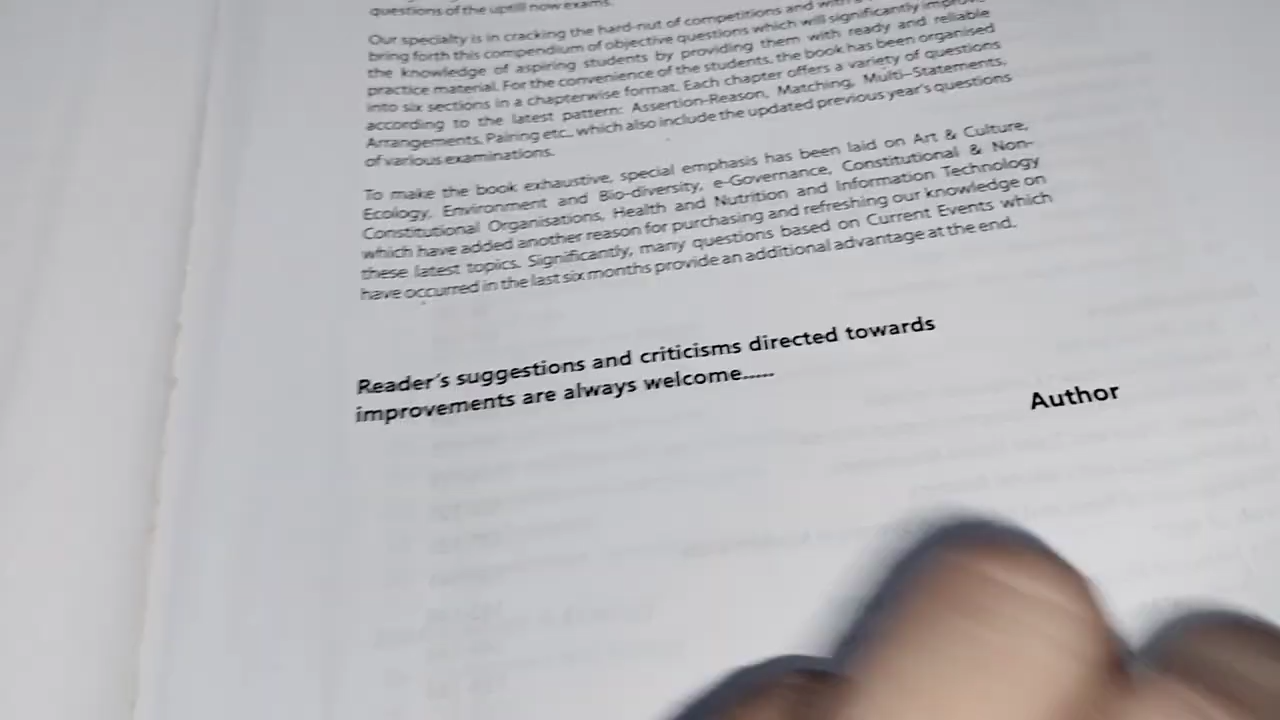 questions of the uptill now exams.
Our specialty is in cracking the hard-nut of competitions and with
bring forth this compendium of objective questions which will significantly improve
the knowledge of aspiring students by providing them with ready and reliable
practice material. For the convenience of the students, the book has been organised
into six sections in a chapterwise format. Each chapter offers a variety of questions
according to the latest pattern: Assertion-Reason, Matching, Multi-Statements,
Arrangements, Pairing etc., which also include the updated previous year's questions
of various examinations.
To make the book exhaustive, special emphasis has been laid on Art & Culture,
Ecology, Environment and Bio-diversity, e-Governance, Constitutional & Non-
Constitutional Organisations, Health and Nutrition and Information Technology
which have added another reason for purchasing and refreshing our knowledge on
these latest topics. Significantly, many questions based on Current Events which
have occurred in the last six months provide an additional advantage at the end.
Reader's suggestions and criticisms directed towards
improvements are always welcome.....
Author